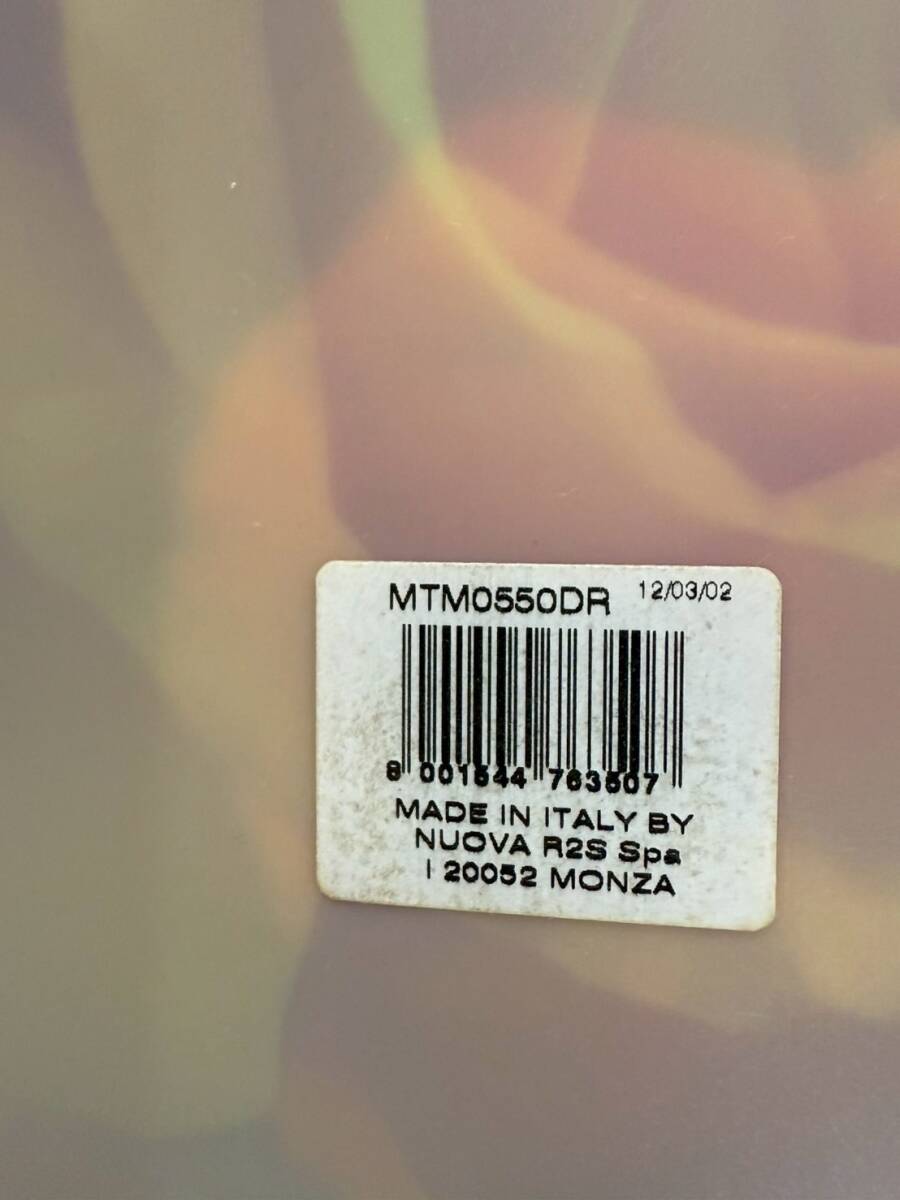 MTM0550DR 12/03/02
8 001544 763507
MADE IN ITALY BY
NUOVA R2S Spa
I 20052 MONZA